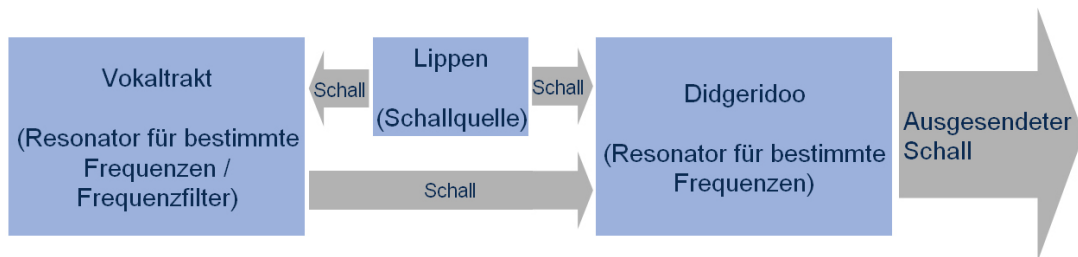 Vokaltrakt
(Resonator für bestimmte
Frequenzen /
Frequenzfilter)
Schall
Lippen
(Schallquelle)
Schall
Schall
Didgeridoo
(Resonator für bestimmte
Frequenzen)
Ausgesendeter
Schall